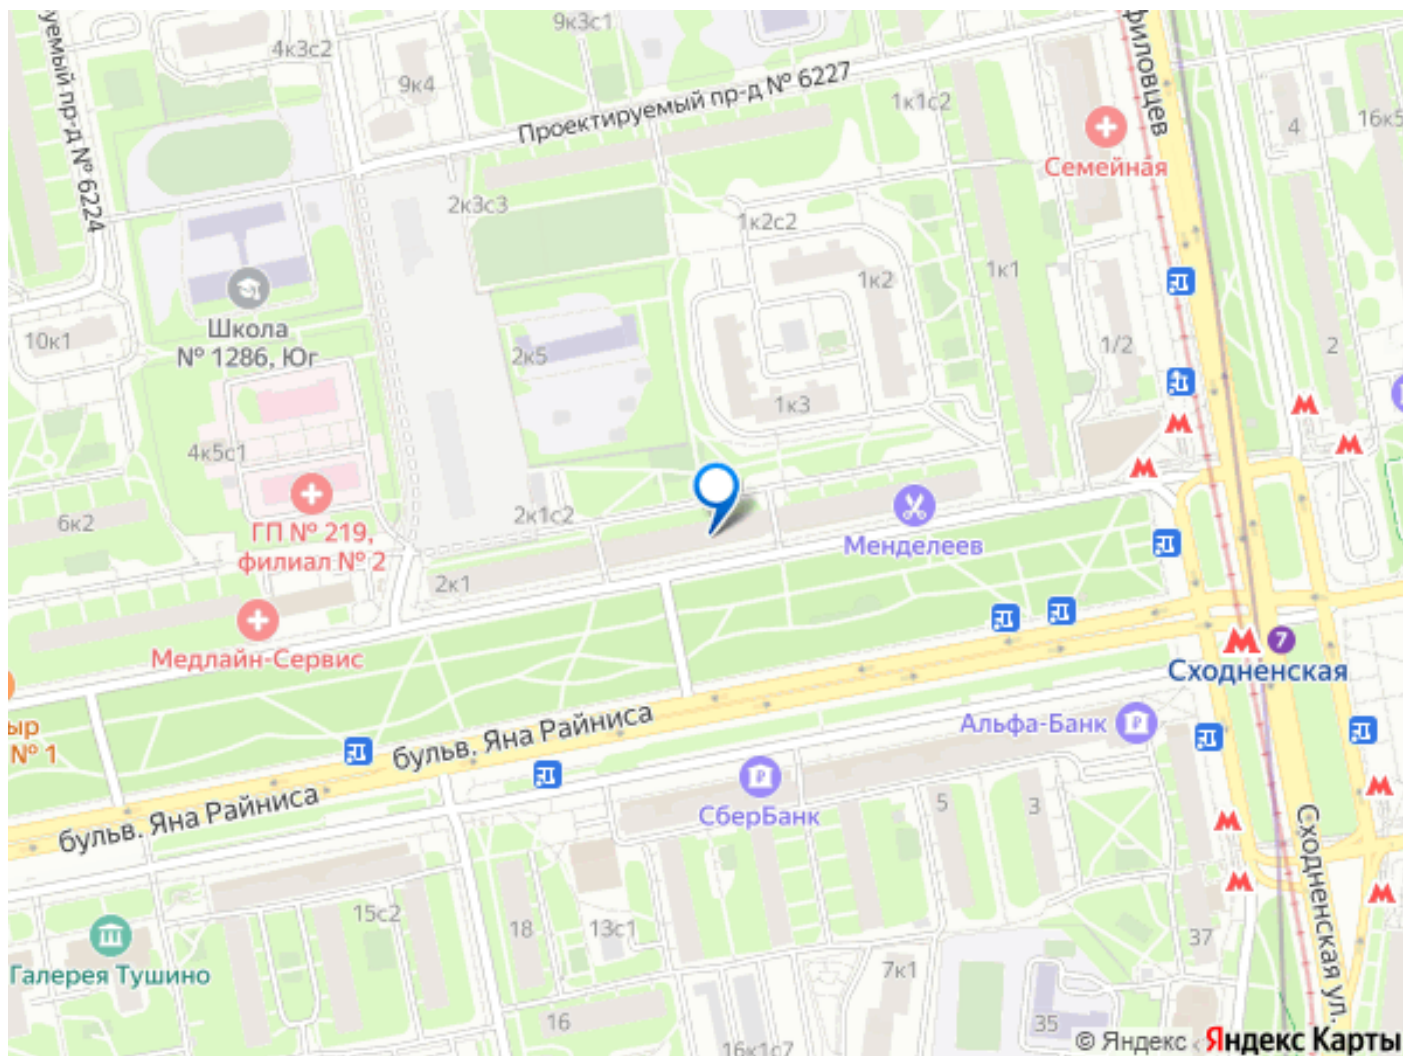 уемый пр-д № 6224
4к3с2
9к3с1
9к4
Проектируемый пр-д № 6227
1к1с2
филовцев
4
16к5
Семейная
2к3с3
1к2с2
1к2
1к1
Школа
№ 1286, Юг
10к1
2к5
1/2
2
1к3
4к5с1
6к2
ГП № 219,
филиал № 2
2к1с2
Менделеев
2к1
Медлайн-Сервис
7
Сходненская
ыр
№ 1
бульв. Яна Райниса
Альфа-Банк
СберБанк
5
3
бульв. Яна Райниса
Сходненская ул.
15с2
18
13с1
37
Галерея Тушино
7к1
16
35
16к1с7
© Яндекс
Яндекс Карты